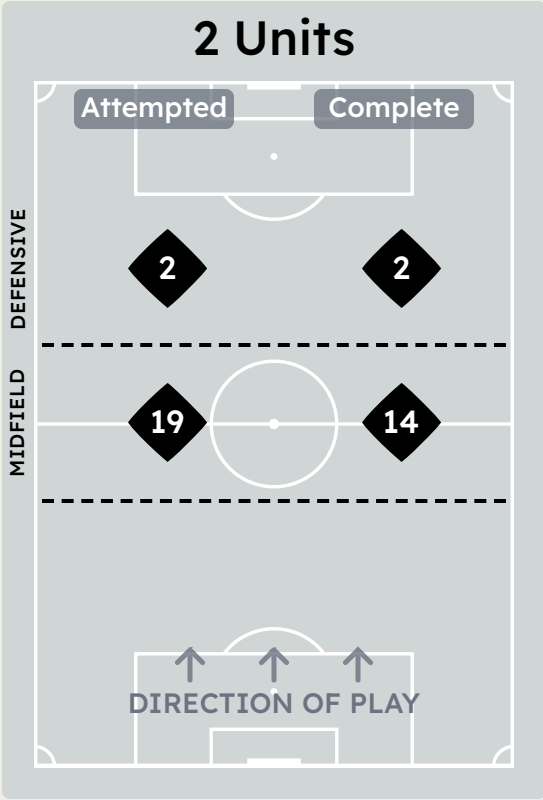 2 Units
Attempted
Complete
DEFENSIVE
2
2
MIDFIELD
19
14
DIRECTION OF PLAY